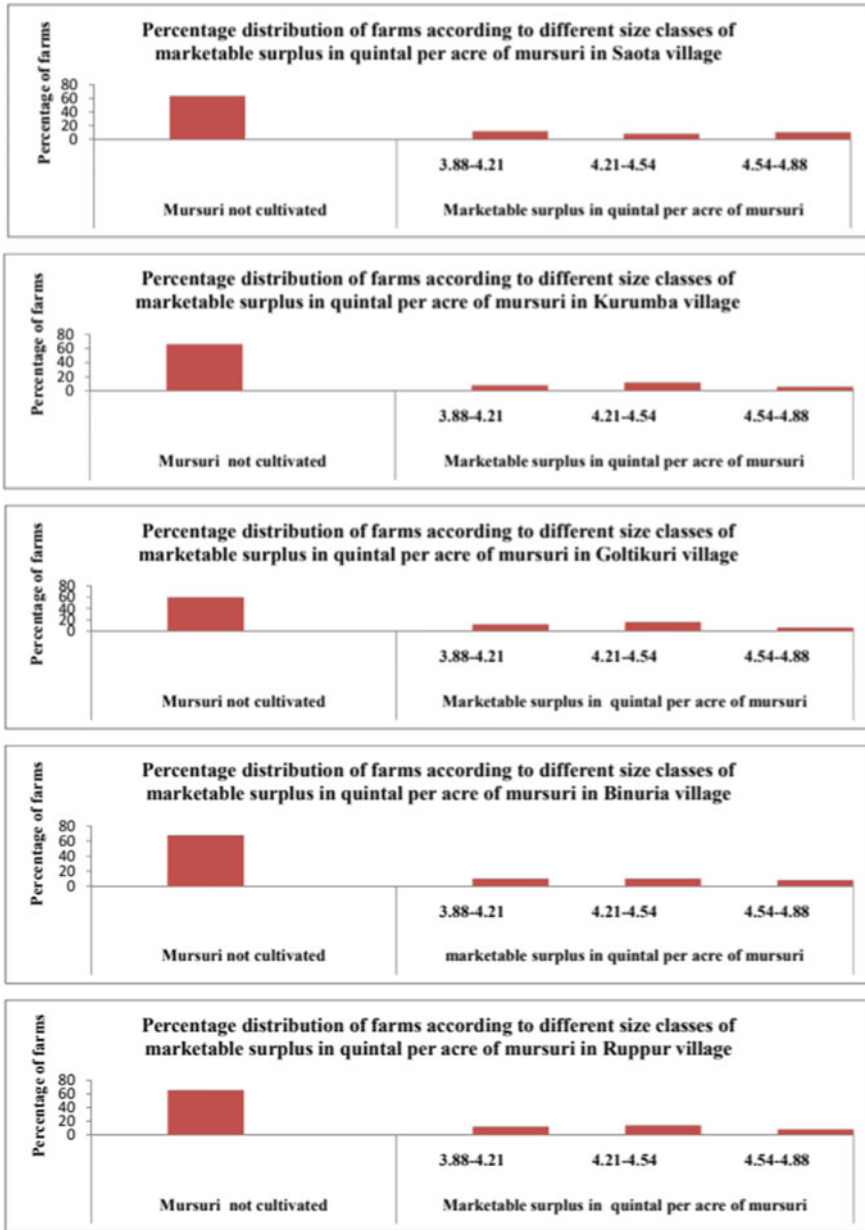 Percentage distribution of farms according to different size classes of
marketable surplus in quintal per acre of mursuri in Saota village
Percentage of farms
80
60
40
20
0
3.88-4.21 4.21-4.54 4.54-4.88
Mursuri not cultivated Marketable surplus in quintal per acre of mursuri
Percentage distribution of farms according to different size classes of
marketable surplus in quintal per acre of mursuri in Kurumba village
Percentage of farms
80
60
40
20
0
3.88-4.21 4.21-4.54 4.54-4.88
Mursuri not cultivated Marketable surplus in quintal per acre of mursuri
Percentage distribution of farms according to different size classes of
marketable surplus in quintal per acre of mursuri in Goltikuri village
Percentage of farms
80
60
40
20
0
3.88-4.21 4.21-4.54 4.54-4.88
Mursuri not cultivated Marketable surplus in quintal per acre of mursuri
Percentage distribution of farms according to different size classes of
marketable surplus in quintal per acre of mursuri in Binuria village
Percentage of farms
80
60
40
20
0
3.88-4.21 4.21-4.54 4.54-4.88
Mursuri not cultivated marketable surplus in quintal per acre of mursuri
Percentage distribution of farms according to different size classes of
marketable surplus in quintal per acre of mursuri in Ruppur village
Percentage of farms
80
60
40
20
0
3.88-4.21 4.21-4.54 4.54-4.88
Mursuri not cultivated Marketable surplus in quintal per acre of mursuri